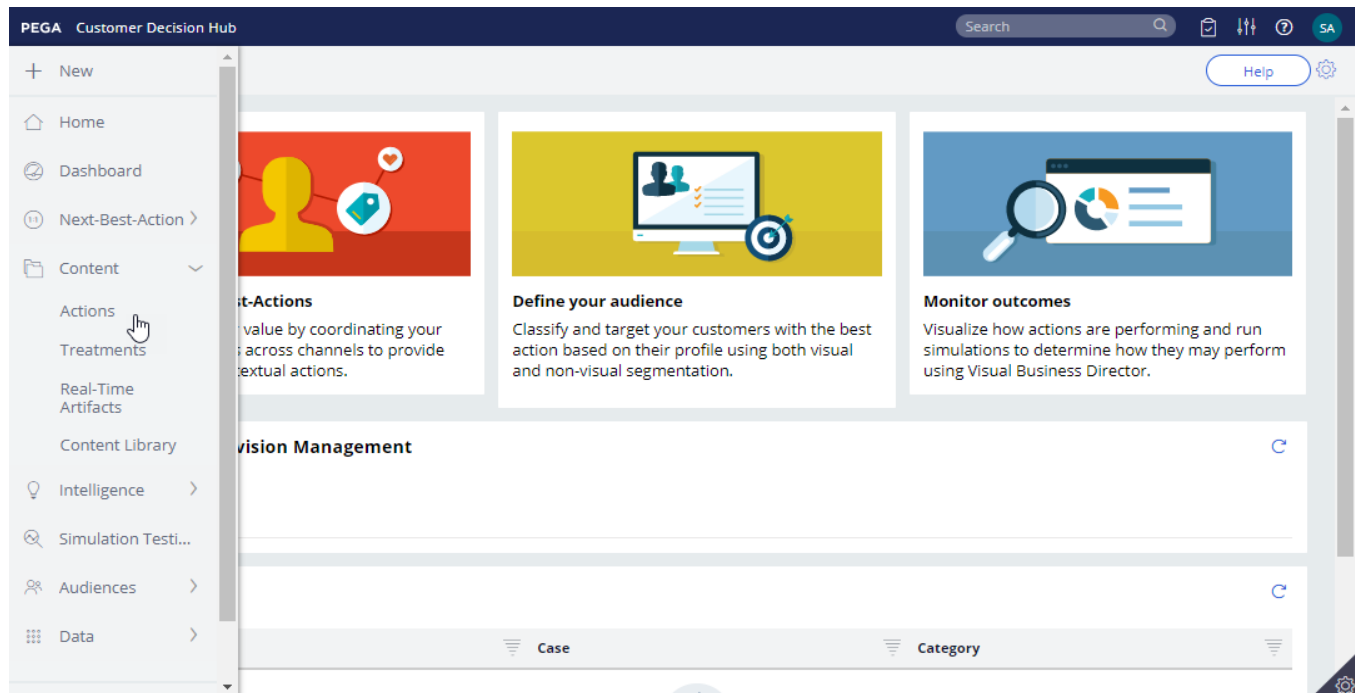 PEGA Customer Decision Hub
Search
SA
New
Help
Home
Dashboard
1:1
Next-Best-Action
Content
Actions
Treatments
Real-Time
Artifacts
Content Library
Intelligence
Simulation Testi...
Audiences
Data
st-Actions
value by coordinating your
across channels to provide
extual actions.
Define your audience
Classify and target your customers with the best
action based on their profile using both visual
and non-visual segmentation.
Monitor outcomes
Visualize how actions are performing and run
simulations to determine how they may perform
using Visual Business Director.
vision Management
Case
Category